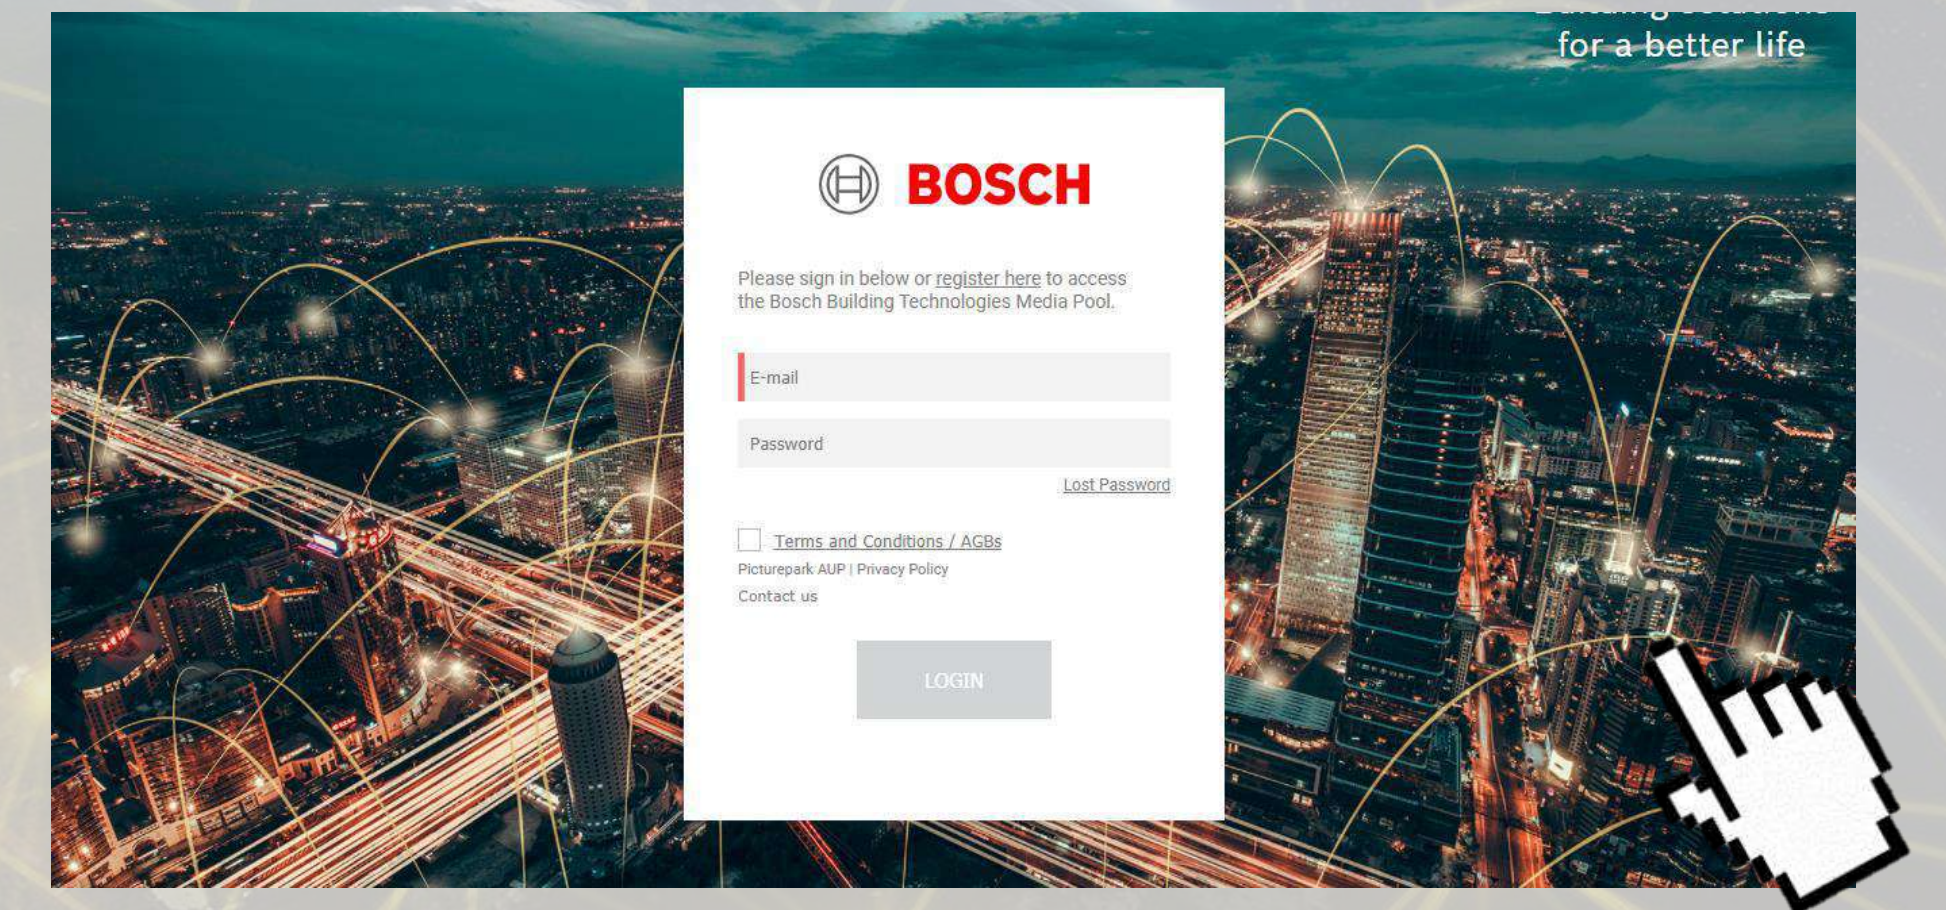 for a better life
BOSCH
Please sign in below or register here to access
the Bosch Building Technologies Media Pool.
E-mail
Password
Lost Password
Terms and Conditions / AGBs
Picturepark AUP | Privacy Policy
Contact us
LOGIN